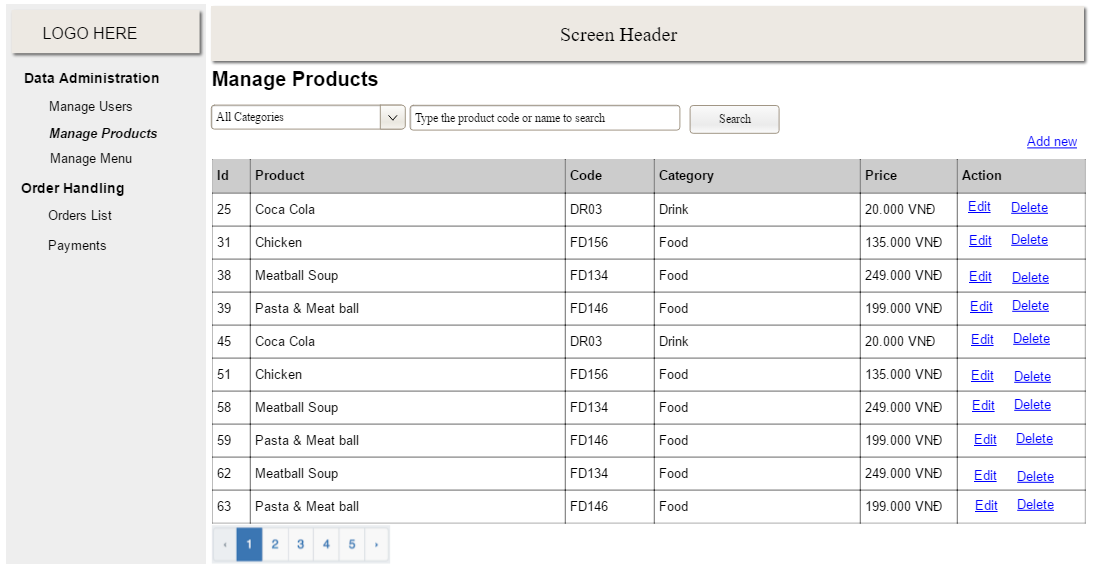 LOGO HERE
Screen Header
Data Administration
Manage Users
Manage Products
Manage Menu
Order Handling
Orders List
Payments
Manage Products
All Categories
Type the product code or name to search
Search
Add new
Id Product Code Category Price Action
25 Coca Cola DR03 Drink 20.000 VNĐ Edit Delete
31 Chicken FD156 Food 135.000 VNĐ Edit Delete
38 Meatball Soup FD134 Food 249.000 VNĐ Edit Delete
39 Pasta & Meat ball FD146 Food 199.000 VNĐ Edit Delete
45 Coca Cola DR03 Drink 20.000 VNĐ Edit Delete
51 Chicken FD156 Food 135.000 VNĐ Edit Delete
58 Meatball Soup FD134 Food 249.000 VNĐ Edit Delete
59 Pasta & Meat ball FD146 Food 199.000 VNĐ Edit Delete
62 Meatball Soup FD134 Food 249.000 VNĐ Edit Delete
63 Pasta & Meat ball FD146 Food 199.000 VNĐ Edit Delete
‹ 1 2 3 4 5 ›